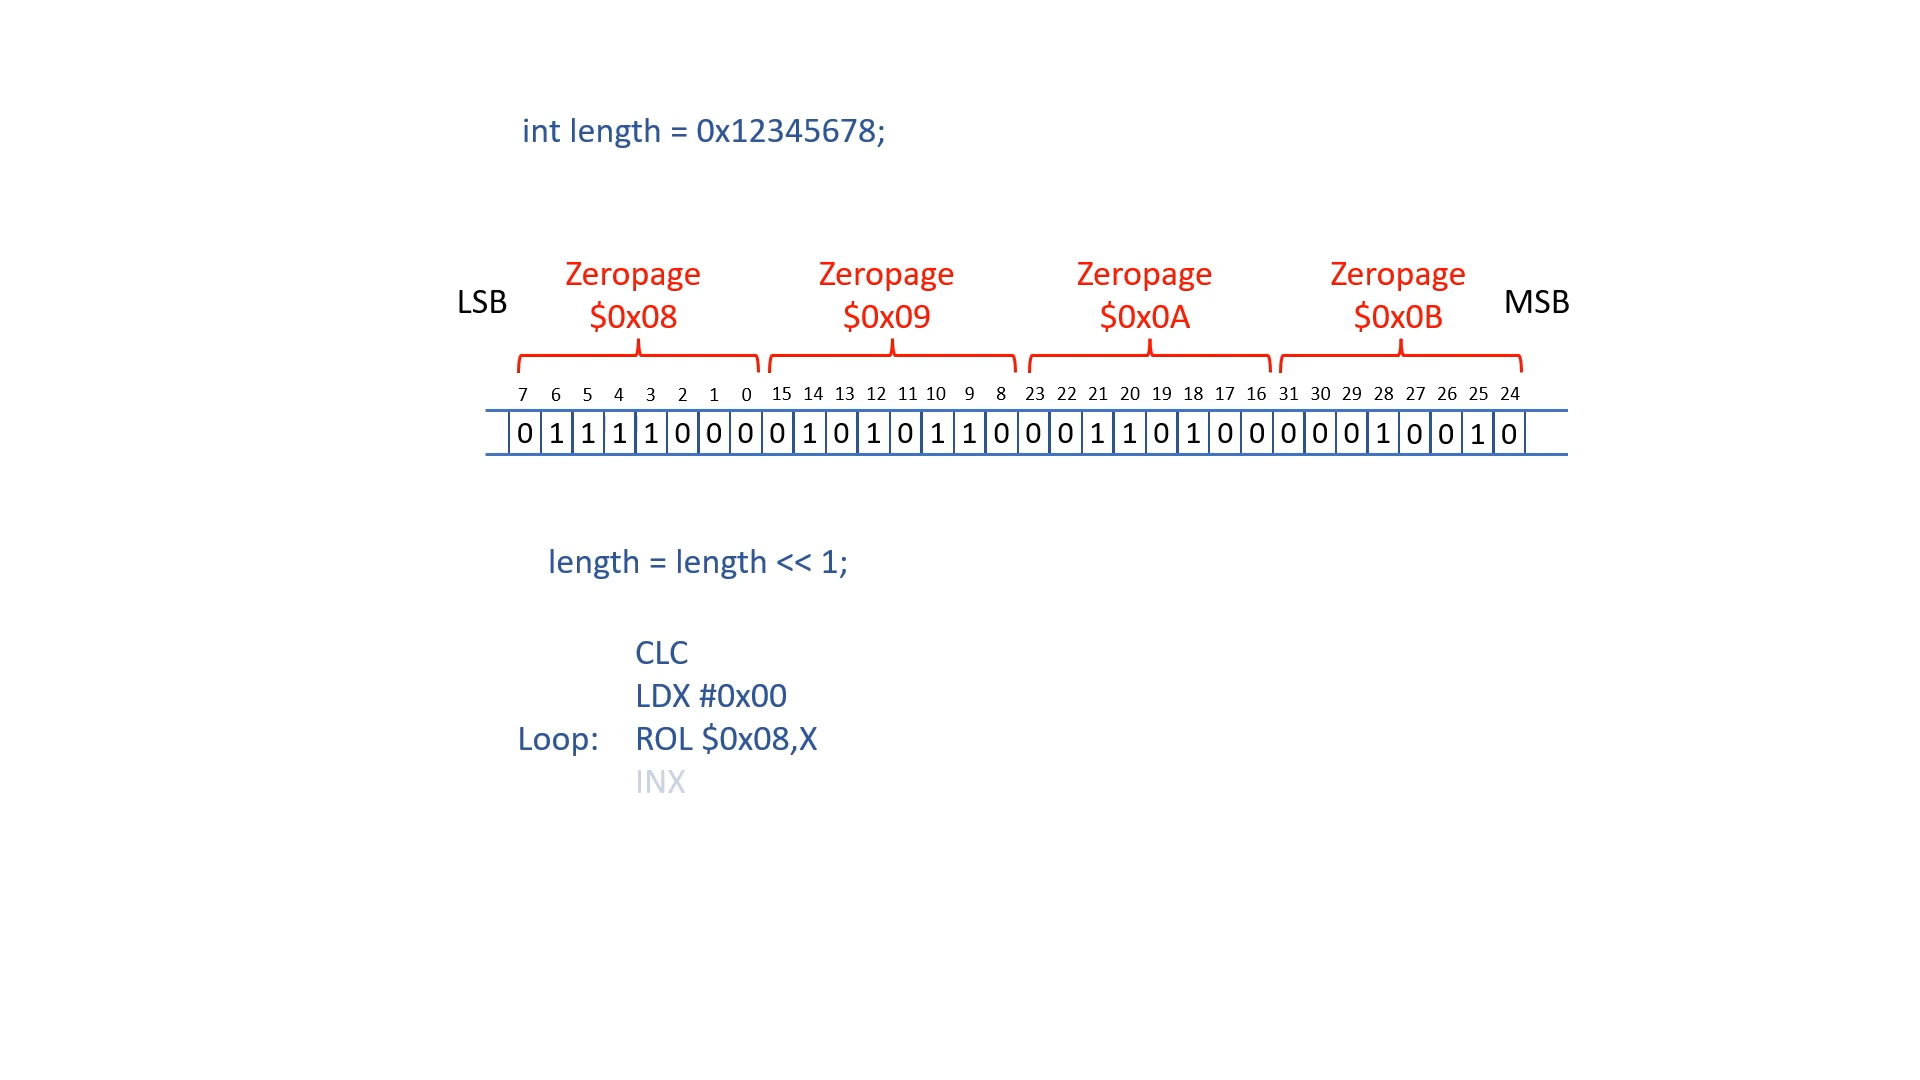 int length = 0x12345678;
LSB
Zeropage
$0x08
Zeropage
$0x09
Zeropage
$0x0A
Zeropage
$0x0B
MSB
7 6 5 4 3 2 1 0 15 14 13 12 11 10 9 8 23 22 21 20 19 18 17 16 31 30 29 28 27 26 25 24
0 1 1 1 1 0 0 0 0 1 0 1 0 1 1 0 0 0 1 1 0 1 0 0 0 0 0 1 0 0 1 0
length = length << 1;
CLC
LDX #0x00
Loop: ROL $0x08,X
INX